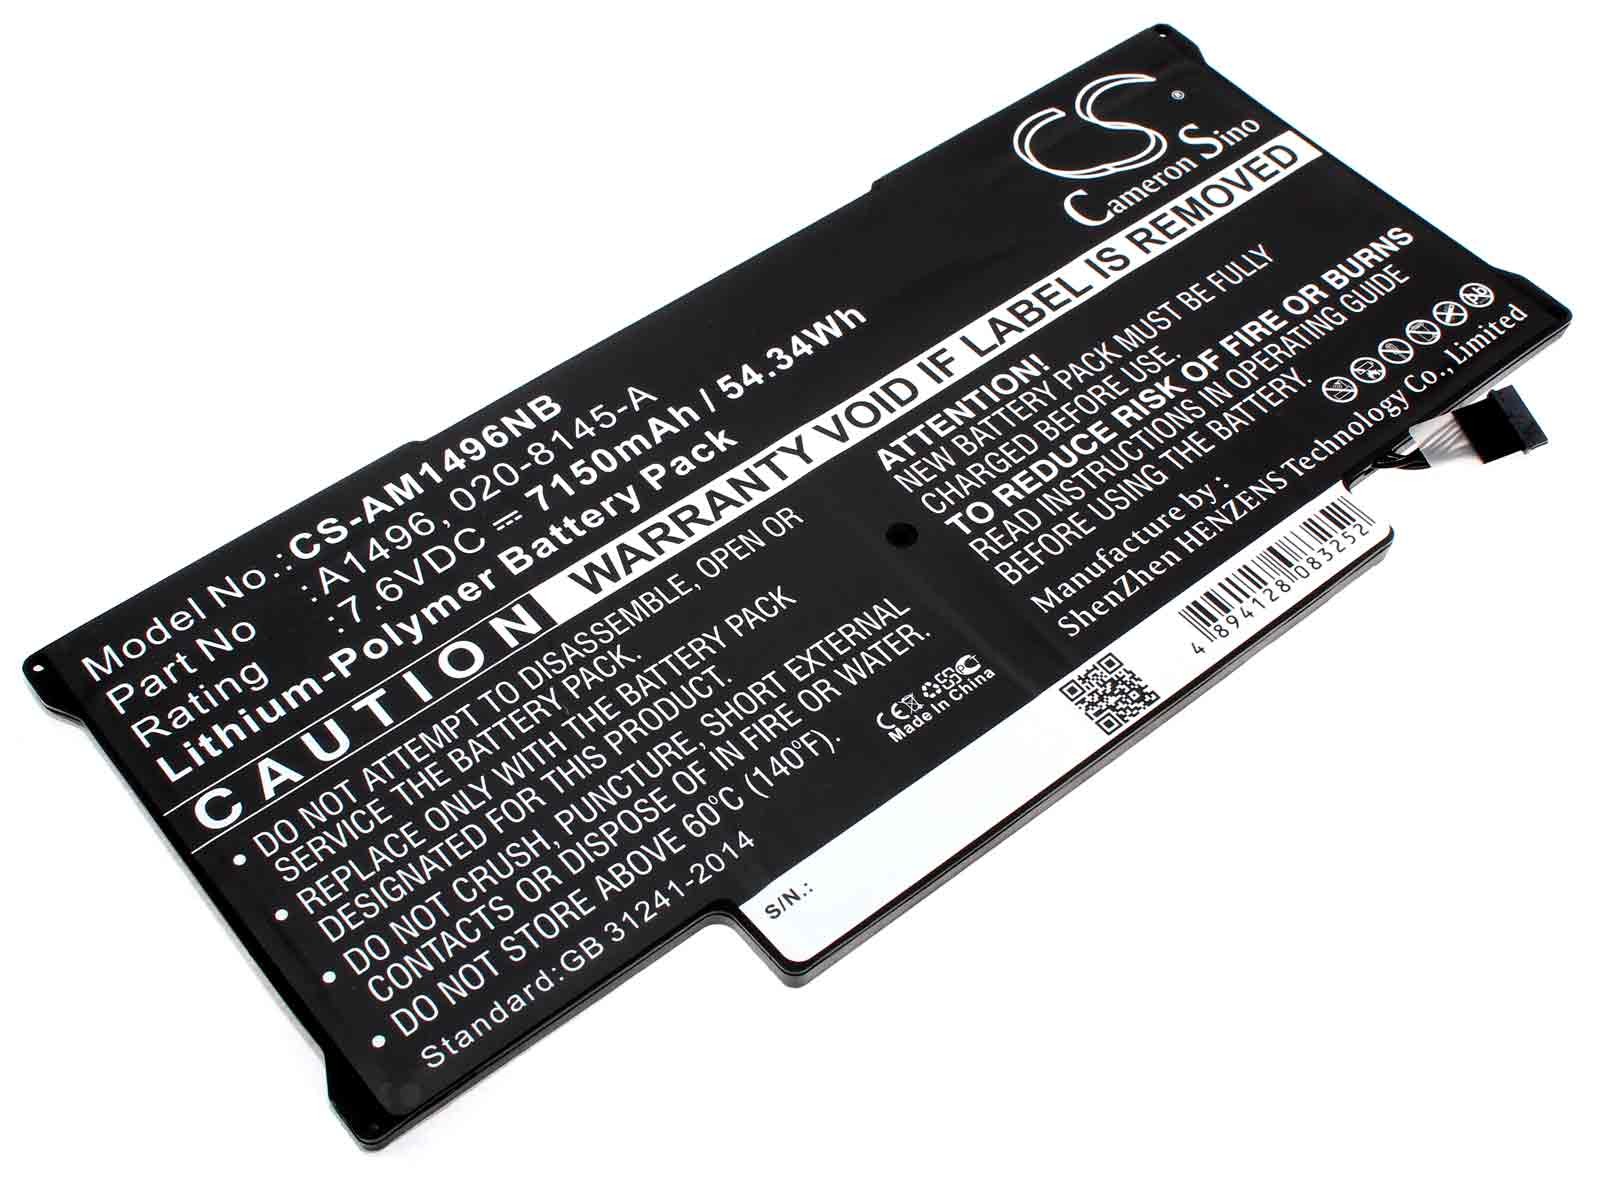 CS®
Cameron Sino
Model No.:CS-AM1496NB
Part No :A1496, 020-8145-A
Rating :7.6VDC ⎓ 7150mAh / 54.34Wh
Lithium-Polymer Battery Pack
CAUTION WARRANTY VOID IF LABEL IS REMOVED
• DO NOT ATTEMPT TO DISASSEMBLE, OPEN OR
SERVICE THE BATTERY PACK.
• REPLACE ONLY WITH THE BATTERY PACK
DESIGNATED FOR THIS PRODUCT.
• DO NOT CRUSH, PUNCTURE, SHORT EXTERNAL
CONTACTS OR DISPOSE OF IN FIRE OR WATER.
• DO NOT STORE ABOVE 60°C (140°F).
Standard:GB 31241-2014
ATTENTION!
NEW BATTERY PACK MUST BE FULLY
CHARGED BEFORE USE.
TO REDUCE RISK OF FIRE OR BURNS
READ INSTRUCTIONS IN OPERATING GUIDE
BEFORE USING BATTERY.
Manufacture by:
ShenZhen HENZENS Technology Co., Limited
CE
Made In China
S/N.:
4 894128 083252